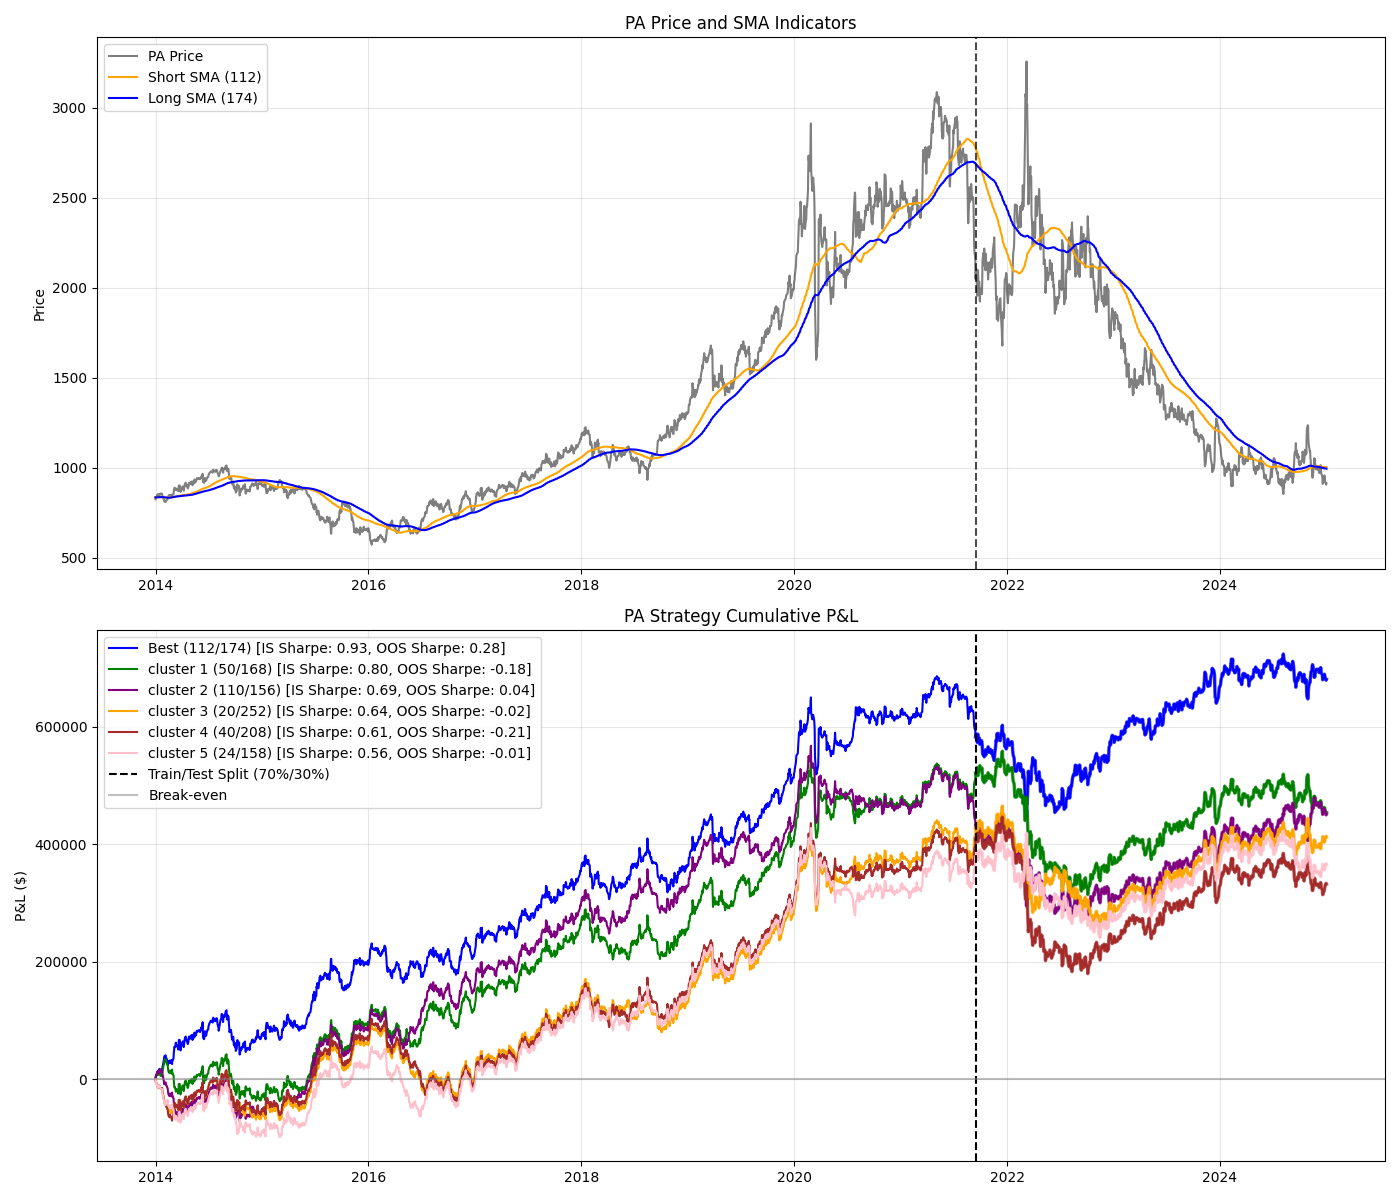 PA Price and SMA Indicators
PA Price
Short SMA (112)
Long SMA (174)
Price
3000
2500
2000
1500
1000
500
2014 2016 2018 2020 2022 2024
PA Strategy Cumulative P&L
Best (112/174) [IS Sharpe: 0.93, OOS Sharpe: 0.28]
cluster 1 (50/168) [IS Sharpe: 0.80, OOS Sharpe: -0.18]
cluster 2 (110/156) [IS Sharpe: 0.69, OOS Sharpe: 0.04]
cluster 3 (20/252) [IS Sharpe: 0.64, OOS Sharpe: -0.02]
cluster 4 (40/208) [IS Sharpe: 0.61, OOS Sharpe: -0.21]
cluster 5 (24/158) [IS Sharpe: 0.56, OOS Sharpe: -0.01]
Train/Test Split (70%/30%)
Break-even
P&L ($)
600000
400000
200000
0
2014 2016 2018 2020 2022 2024